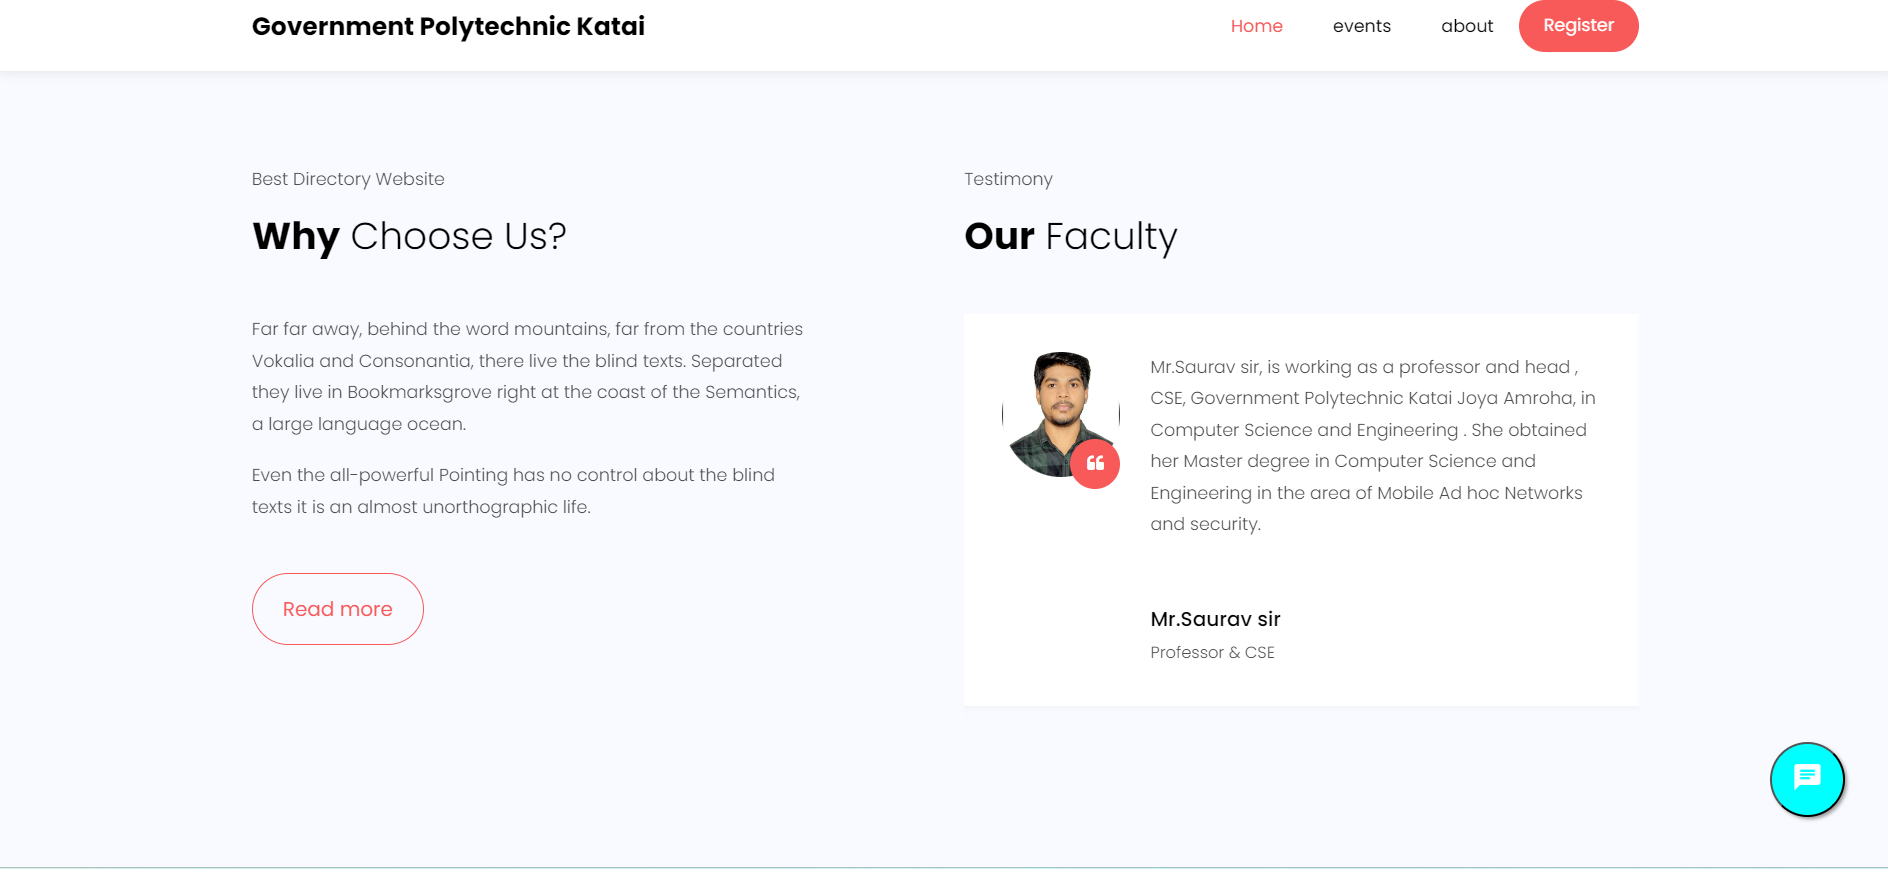 Government Polytechnic Katai
Home
events
about
Register
Best Directory Website
Why Choose Us?
Far far away, behind the word mountains, far from the countries
Vokalia and Consonantia, there live the blind texts. Separated
they live in Bookmarksgrove right at the coast of the Semantics,
a large language ocean.
Even the all-powerful Pointing has no control about the blind
texts it is an almost unorthographic life.
Read more
Testimony
Our Faculty
Mr.Saurav sir, is working as a professor and head ,
CSE, Government Polytechnic Katai Joya Amroha, in
Computer Science and Engineering . She obtained
her Master degree in Computer Science and
Engineering in the area of Mobile Ad hoc Networks
and security.
Mr.Saurav sir
Professor & CSE